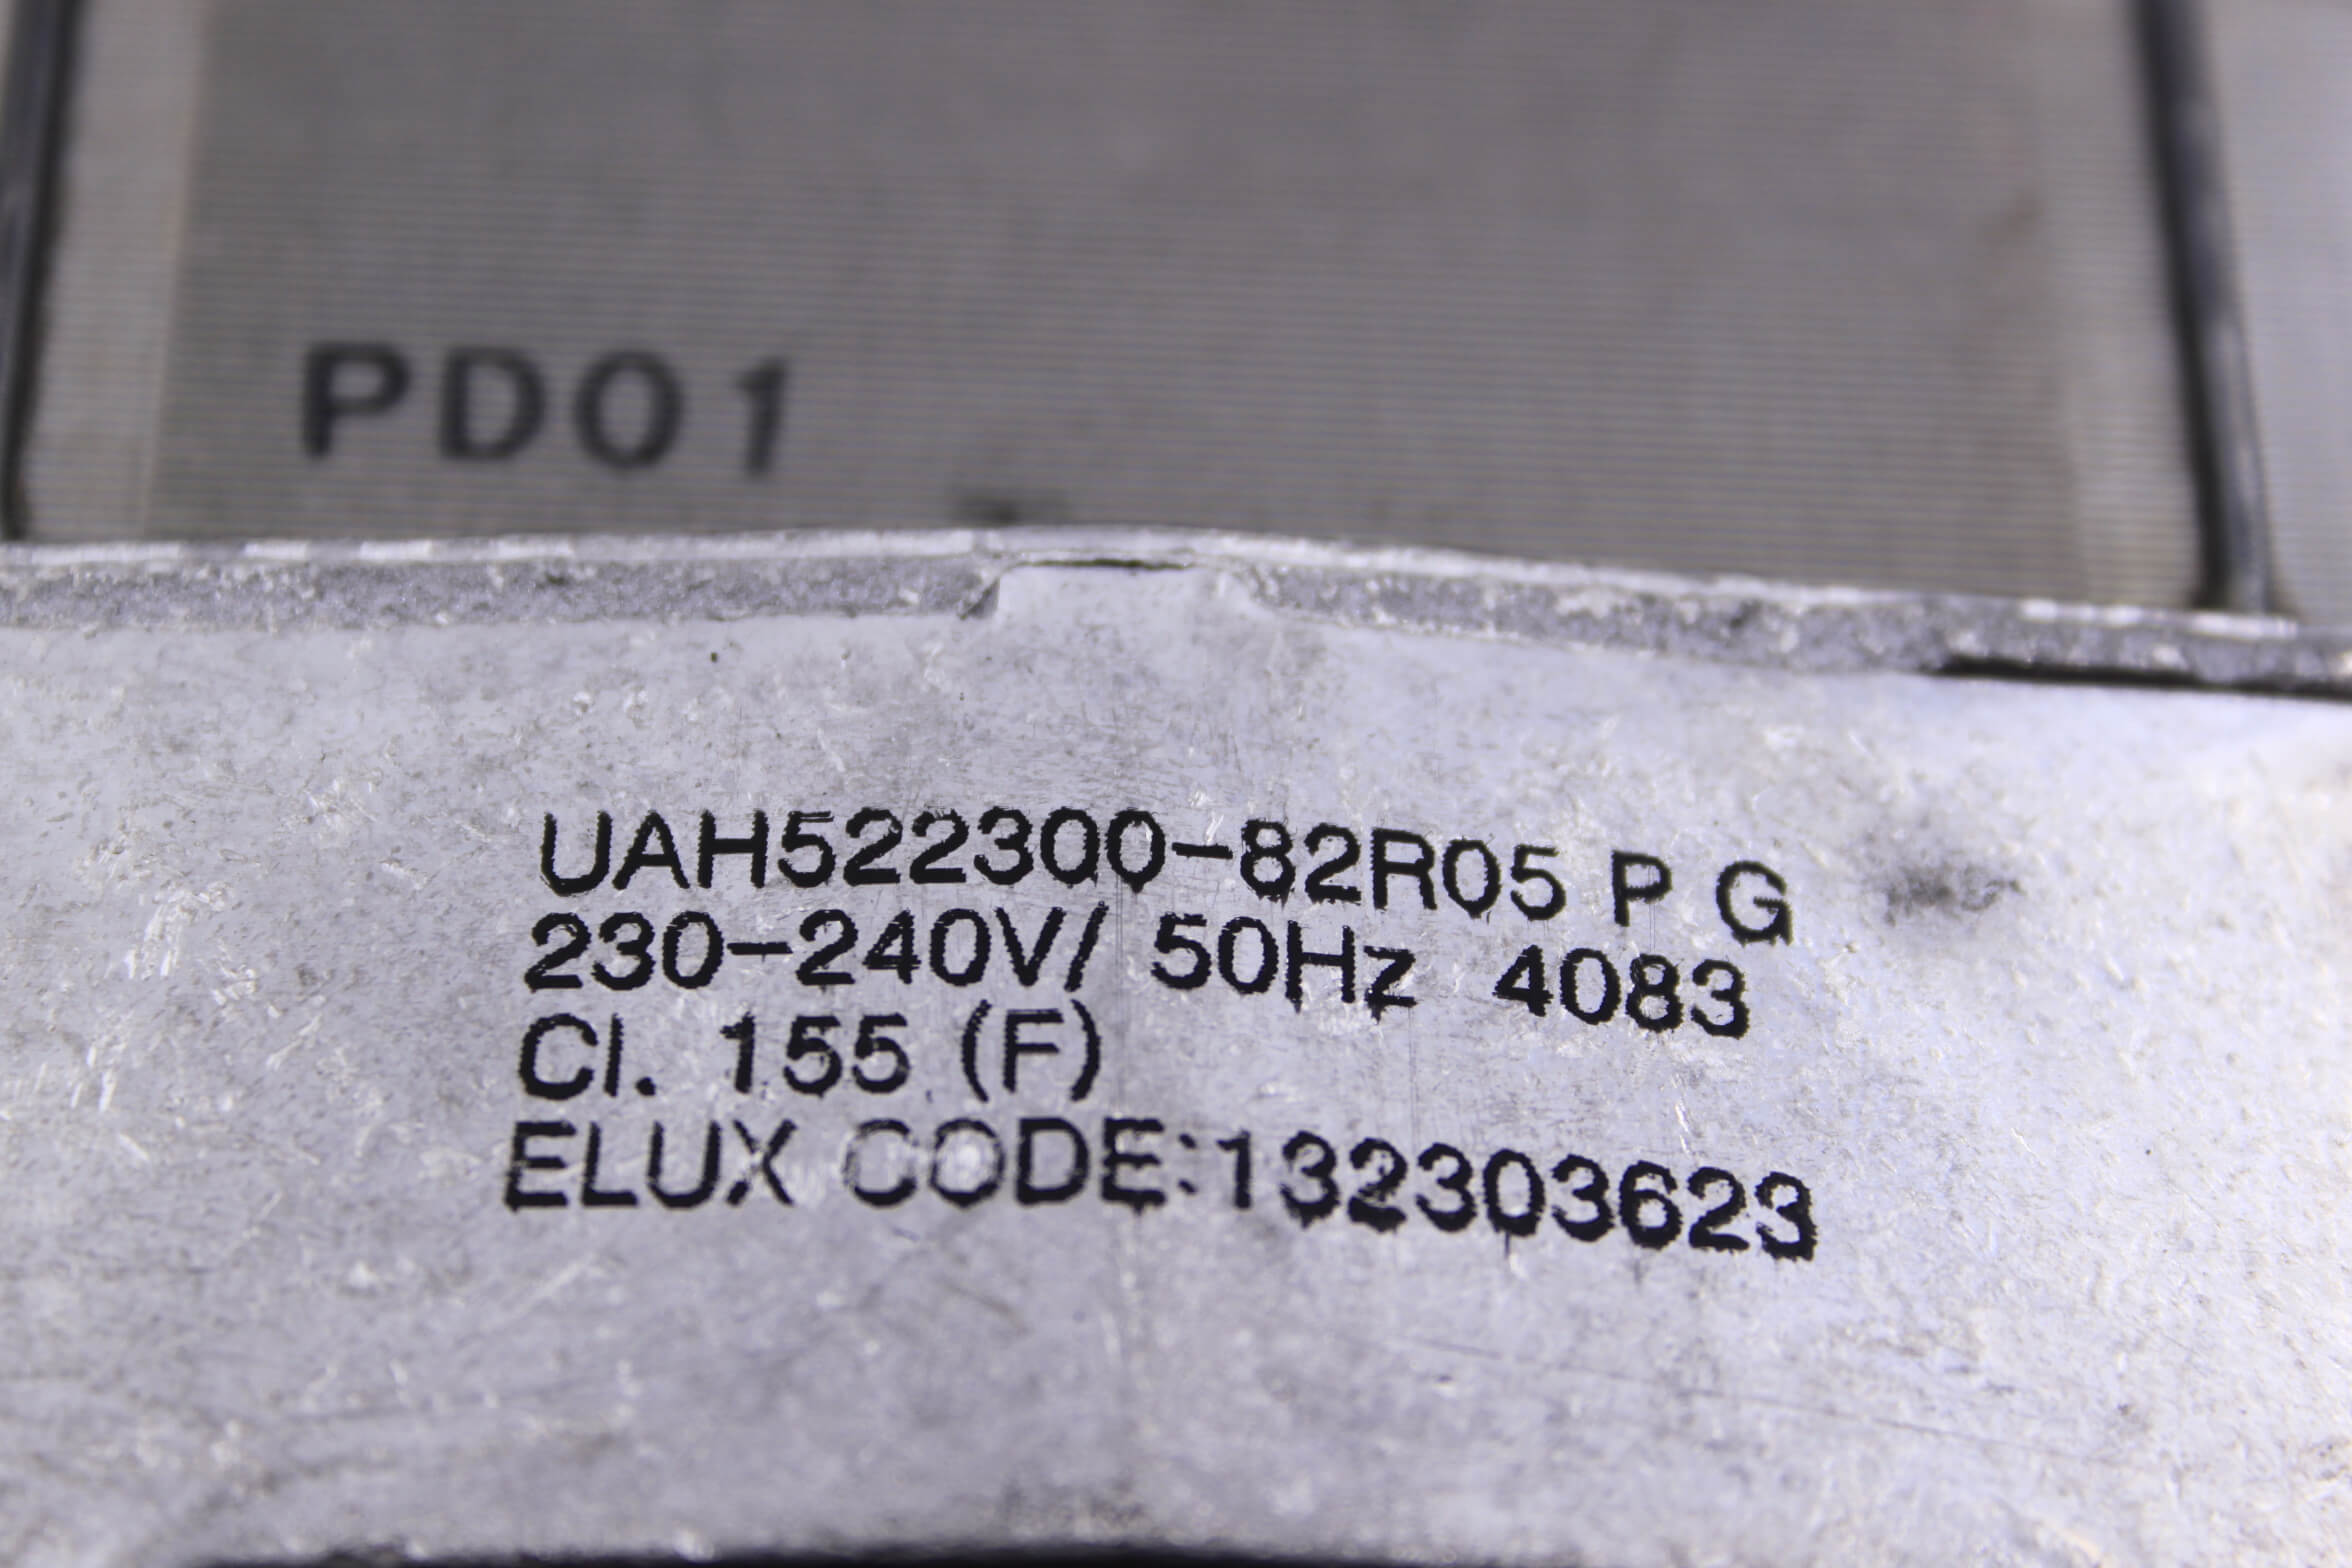 PD01
UAH522300-82R05 P G
230-240V/ 50Hz 4083
Cl. 155 (F)
ELUX CODE:132303623